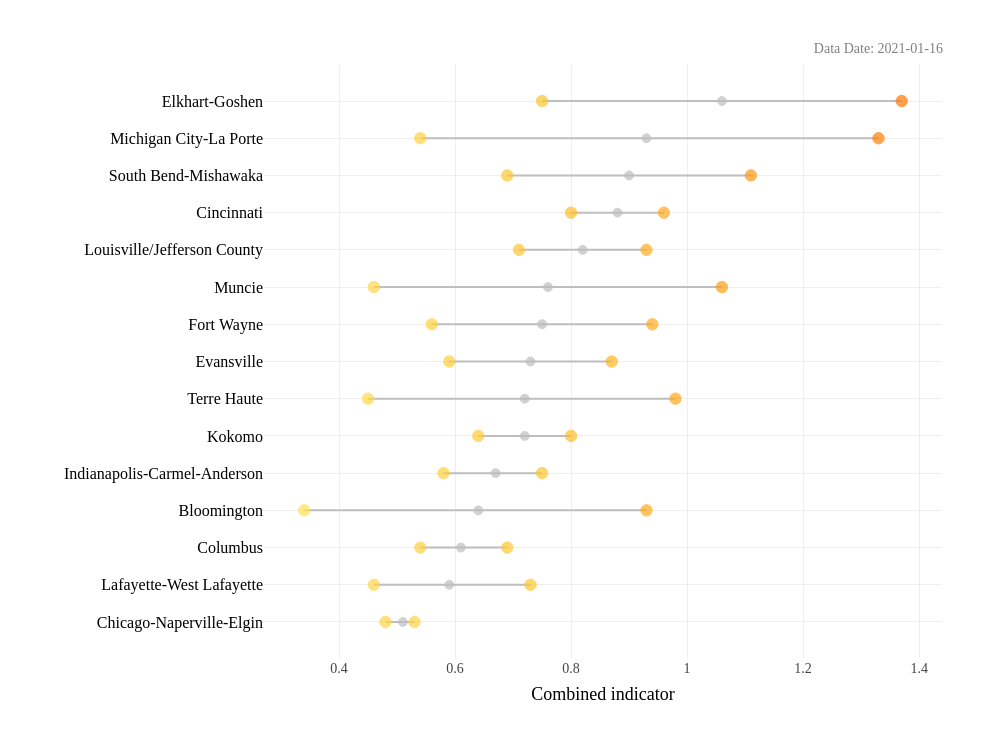 Data Date: 2021-01-16
Elkhart-Goshen
Michigan City-La Porte
South Bend-Mishawaka
Cincinnati
Louisville/Jefferson County
Muncie
Fort Wayne
Evansville
Terre Haute
Kokomo
Indianapolis-Carmel-Anderson
Bloomington
Columbus
Lafayette-West Lafayette
Chicago-Naperville-Elgin
0.4 0.6 0.8 1 1.2 1.4
Combined indicator